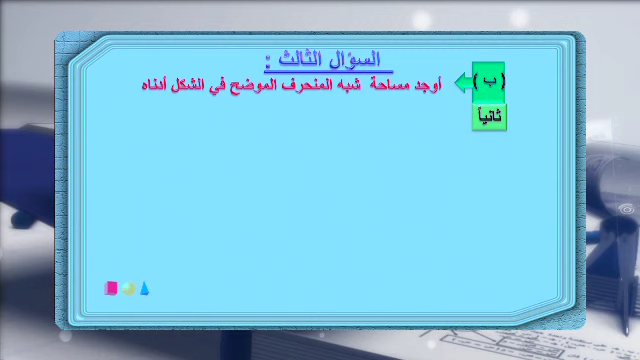 السؤال الثالث :
( ب ) أوجد مساحة شبه المنحرف الموضح في الشكل أدناه
ثانياً